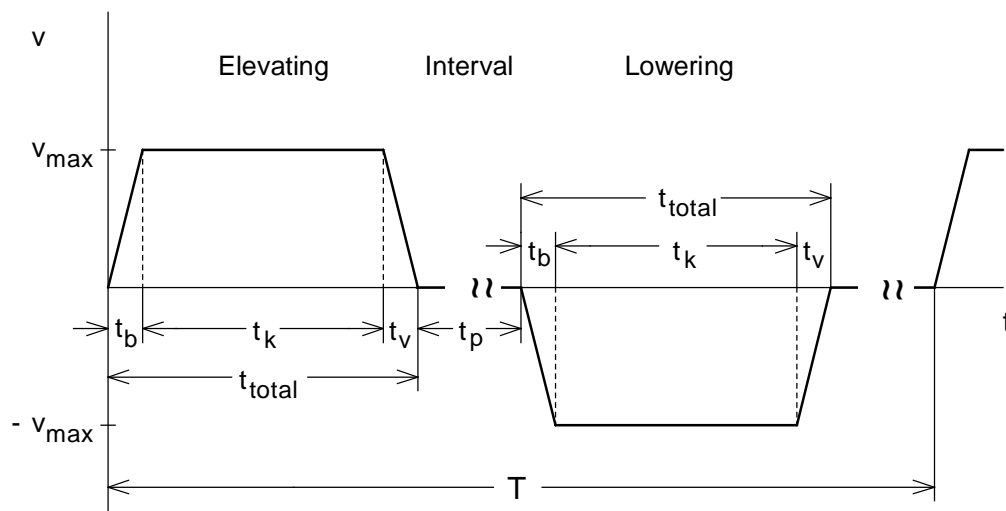 v
Elevating Interval Lowering
v_max
t_total
t_b t_k t_v
t_b t_k t_v t_p t
t_total
- v_max
T